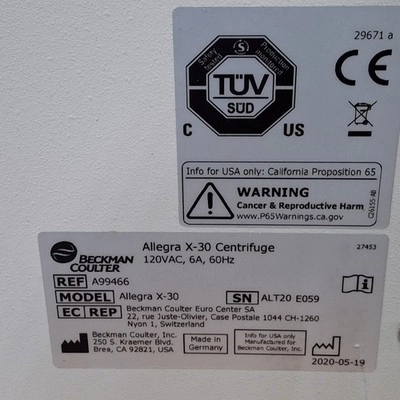 29671 a
Safety tested
S
Production monitored
TÜV
SÜD
C US
CE
Info for USA only: California Proposition 65
WARNING
Cancer & Reproductive Harm
www.P65Warnings.ca.gov
C26155-AB
BECKMAN
COULTER
Allegra X-30 Centrifuge
27453
120VAC, 6A, 60Hz
REF A99466
MODEL Allegra X-30
SN ALT20 E059
EC REP Beckman Coulter Euro Center SA
22, rue Juste-Olivier, Case Postale 1044 CH-1260
Nyon 1, Switzerland
Beckman Coulter, Inc.
250 S. Kraemer Blvd.
Brea, CA 92821, USA
Made in
Germany
Info for USA only
Manufactured for
Beckman Coulter, Inc.
2020-05-19